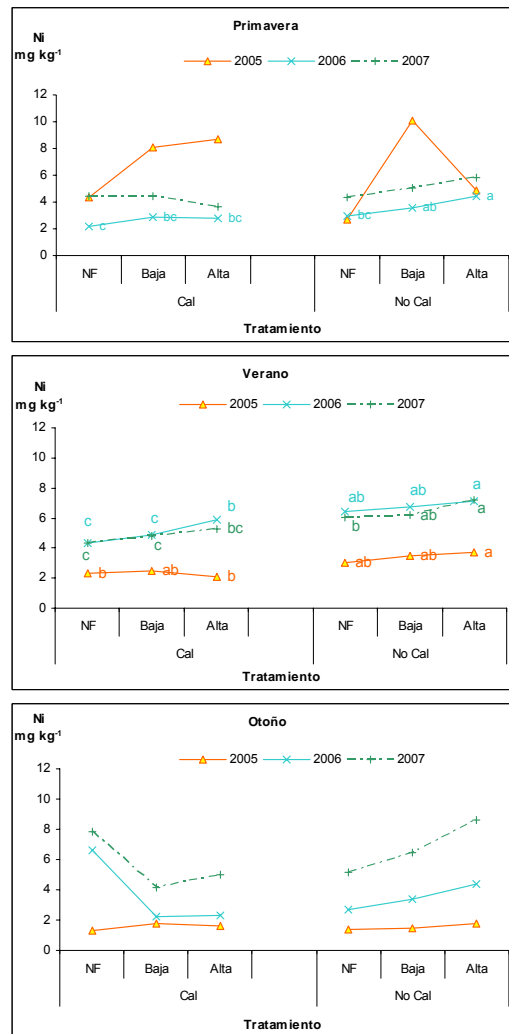 Primavera
Ni
mg kg-1
2005 2006 2007
12
10
8
6
4
2
0
c bc bc bc ab a
NF Baja Alta NF Baja Alta
Cal No Cal
Tratamiento
Verano
Ni
mg kg-1
2005 2006 2007
12
10
8
6
4
2
0
c c b ab ab a
c c bc b ab a
b ab b ab ab a
NF Baja Alta NF Baja Alta
Cal No Cal
Tratamiento
Otoño
Ni
mg kg-1
2005 2006 2007
12
10
8
6
4
2
0
NF Baja Alta NF Baja Alta
Cal No Cal
Tratamiento